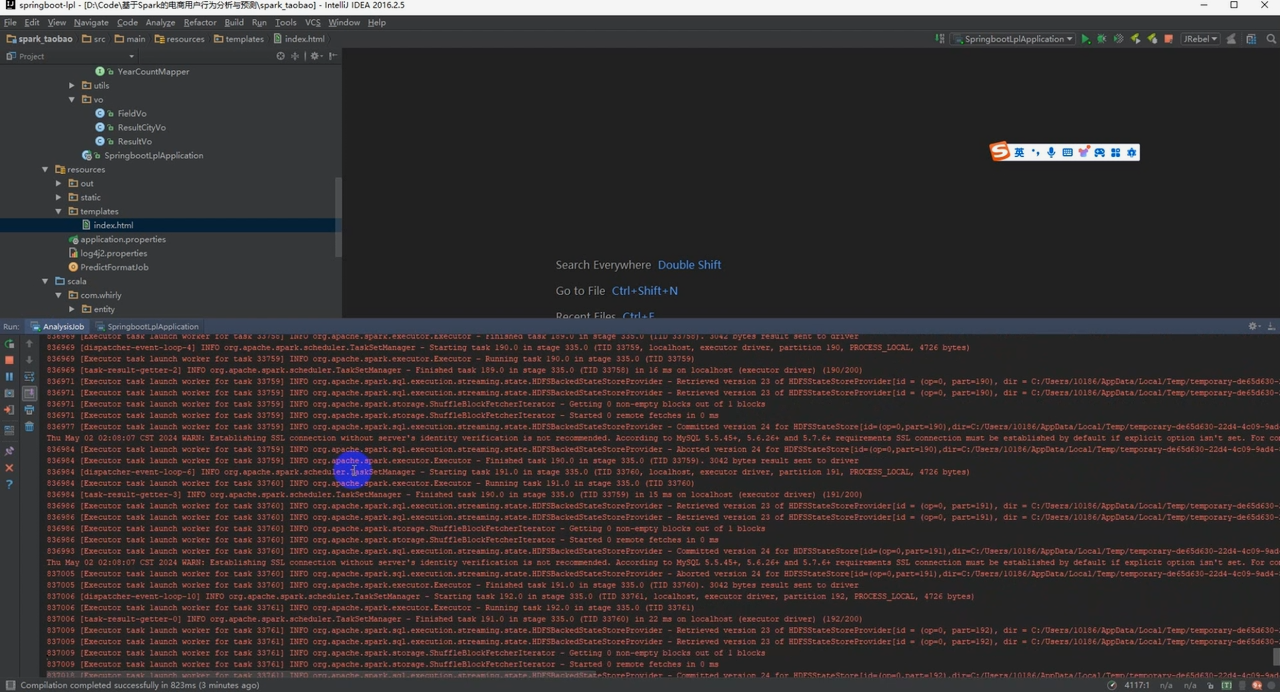 springboot-lpl - [D:\Code\基于Spark的电商用户行为分析与预测\spark_taobao] - IntelliJ IDEA 2016.2.5
File Edit View Navigate Code Analyze Refactor Build Run Tools VCS Window Help
spark_taobao src main resources templates index.html SpringbootLplApplication JRebel
Project
YearCountMapper
utils
vo
FieldVo
ResultCityVo
ResultVo
SpringbootLplApplication
英
resources
out
static
templates
index.html
application.properties
log4j2.properties
PredictFormatJob
scala
com.whirly
entity
Search Everywhere Double Shift
Go to File Ctrl+Shift+N
Recent Files Ctrl+E
Run: AnalysisJob SpringbootLplApplication
836969 [Executor task launch worker for task 33758] INFO org.apache.spark.executor.Executor - Finished task 189.0 in stage 335.0 (TID 33758). 3042 bytes result sent to driver
836969 [dispatcher-event-loop-4] INFO org.apache.spark.scheduler.TaskSetManager - Starting task 190.0 in stage 335.0 (TID 33759, localhost, executor driver, partition 190, PROCESS_LOCAL, 4726 bytes)
836969 [Executor task launch worker for task 33759] INFO org.apache.spark.executor.Executor - Running task 190.0 in stage 335.0 (TID 33759)
836969 [task-result-getter-2] INFO org.apache.spark.scheduler.TaskSetManager - Finished task 189.0 in stage 335.0 (TID 33758) in 16 ms on localhost (executor driver) (190/200)
836971 [Executor task launch worker for task 33759] INFO org.apache.spark.sql.execution.streaming.state.HDFSBackedStateStoreProvider - Retrieved version 23 of HDFSStateStoreProvider[id = (op=0, part=190), dir = C:/Users/10186/AppData/Local/Temp/temporary-de65d630-
836971 [Executor task launch worker for task 33759] INFO org.apache.spark.sql.execution.streaming.state.HDFSBackedStateStoreProvider - Retrieved version 23 of HDFSStateStoreProvider[id = (op=0, part=190), dir = C:/Users/10186/AppData/Local/Temp/temporary-de65d630-
836971 [Executor task launch worker for task 33759] INFO org.apache.spark.storage.ShuffleBlockFetcherIterator - Getting 0 non-empty blocks out of 1 blocks
836971 [Executor task launch worker for task 33759] INFO org.apache.spark.storage.ShuffleBlockFetcherIterator - Started 0 remote fetches in 0 ms
836977 [Executor task launch worker for task 33759] INFO org.apache.spark.sql.execution.streaming.state.HDFSBackedStateStoreProvider - Committed version 24 for HDFSStateStore[id=(op=0,part=190),dir=C:/Users/10186/AppData/Local/Temp/temporary-de65d630-22d4-4c09-9ad
Thu May 02 02:08:07 CST 2024 WARN: Establishing SSL connection without server's identity verification is not recommended. According to MySQL 5.5.45+, 5.6.26+ and 5.7.6+ requirements SSL connection must be established by default if explicit option isn't set. For co
836984 [Executor task launch worker for task 33759] INFO org.apache.spark.sql.execution.streaming.state.HDFSBackedStateStoreProvider - Aborted version 24 for HDFSStateStore[id=(op=0,part=190),dir=C:/Users/10186/AppData/Local/Temp/temporary-de65d630-22d4-4c09-9ad4-
836984 [Executor task launch worker for task 33759] INFO org.apache.spark.executor.Executor - Finished task 190.0 in stage 335.0 (TID 33759). 3042 bytes result sent to driver
836984 [dispatcher-event-loop-6] INFO org.apache.spark.scheduler.TaskSetManager - Starting task 191.0 in stage 335.0 (TID 33760, localhost, executor driver, partition 191, PROCESS_LOCAL, 4726 bytes)
836984 [Executor task launch worker for task 33760] INFO org.apache.spark.executor.Executor - Running task 191.0 in stage 335.0 (TID 33760)
836984 [task-result-getter-3] INFO org.apache.spark.scheduler.TaskSetManager - Finished task 190.0 in stage 335.0 (TID 33759) in 15 ms on localhost (executor driver) (191/200)
836986 [Executor task launch worker for task 33760] INFO org.apache.spark.sql.execution.streaming.state.HDFSBackedStateStoreProvider - Retrieved version 23 of HDFSStateStoreProvider[id = (op=0, part=191), dir = C:/Users/10186/AppData/Local/Temp/temporary-de65d630-
836986 [Executor task launch worker for task 33760] INFO org.apache.spark.sql.execution.streaming.state.HDFSBackedStateStoreProvider - Retrieved version 23 of HDFSStateStoreProvider[id = (op=0, part=191), dir = C:/Users/10186/AppData/Local/Temp/temporary-de65d630-
836986 [Executor task launch worker for task 33760] INFO org.apache.spark.storage.ShuffleBlockFetcherIterator - Getting 0 non-empty blocks out of 1 blocks
836986 [Executor task launch worker for task 33760] INFO org.apache.spark.storage.ShuffleBlockFetcherIterator - Started 0 remote fetches in 0 ms
836993 [Executor task launch worker for task 33760] INFO org.apache.spark.sql.execution.streaming.state.HDFSBackedStateStoreProvider - Committed version 24 for HDFSStateStore[id=(op=0,part=191),dir=C:/Users/10186/AppData/Local/Temp/temporary-de65d630-22d4-4c09-9ad
Thu May 02 02:08:07 CST 2024 WARN: Establishing SSL connection without server's identity verification is not recommended. According to MySQL 5.5.45+, 5.6.26+ and 5.7.6+ requirements SSL connection must be established by default if explicit option isn't set. For co
837005 [Executor task launch worker for task 33760] INFO org.apache.spark.sql.execution.streaming.state.HDFSBackedStateStoreProvider - Aborted version 24 for HDFSStateStore[id=(op=0,part=191),dir=C:/Users/10186/AppData/Local/Temp/temporary-de65d630-22d4-4c09-9ad4-
837005 [Executor task launch worker for task 33760] INFO org.apache.spark.executor.Executor - Finished task 191.0 in stage 335.0 (TID 33760). 3042 bytes result sent to driver
837006 [dispatcher-event-loop-10] INFO org.apache.spark.scheduler.TaskSetManager - Starting task 192.0 in stage 335.0 (TID 33761, localhost, executor driver, partition 192, PROCESS_LOCAL, 4726 bytes)
837006 [Executor task launch worker for task 33761] INFO org.apache.spark.executor.Executor - Running task 192.0 in stage 335.0 (TID 33761)
837006 [task-result-getter-0] INFO org.apache.spark.scheduler.TaskSetManager - Finished task 191.0 in stage 335.0 (TID 33760) in 22 ms on localhost (executor driver) (192/200)
837009 [Executor task launch worker for task 33761] INFO org.apache.spark.sql.execution.streaming.state.HDFSBackedStateStoreProvider - Retrieved version 23 of HDFSStateStoreProvider[id = (op=0, part=192), dir = C:/Users/10186/AppData/Local/Temp/temporary-de65d630-
837009 [Executor task launch worker for task 33761] INFO org.apache.spark.sql.execution.streaming.state.HDFSBackedStateStoreProvider - Retrieved version 23 of HDFSStateStoreProvider[id = (op=0, part=192), dir = C:/Users/10186/AppData/Local/Temp/temporary-de65d630-
837009 [Executor task launch worker for task 33761] INFO org.apache.spark.storage.ShuffleBlockFetcherIterator - Getting 0 non-empty blocks out of 1 blocks
837009 [Executor task launch worker for task 33761] INFO org.apache.spark.storage.ShuffleBlockFetcherIterator - Started 0 remote fetches in 0 ms
837018 [Executor task launch worker for task 33761] INFO org.apache.spark.sql.execution.streaming.state.HDFSBackedStateStoreProvider - Committed version 24 for HDFSStateStore[id=(op=0,part=192),dir=C:/Users/10186/AppData/Local/Temp/temporary-de65d630-22d4-4c09-9ad
Compilation completed successfully in 823ms (3 minutes ago) 4117:1 n/a n/a